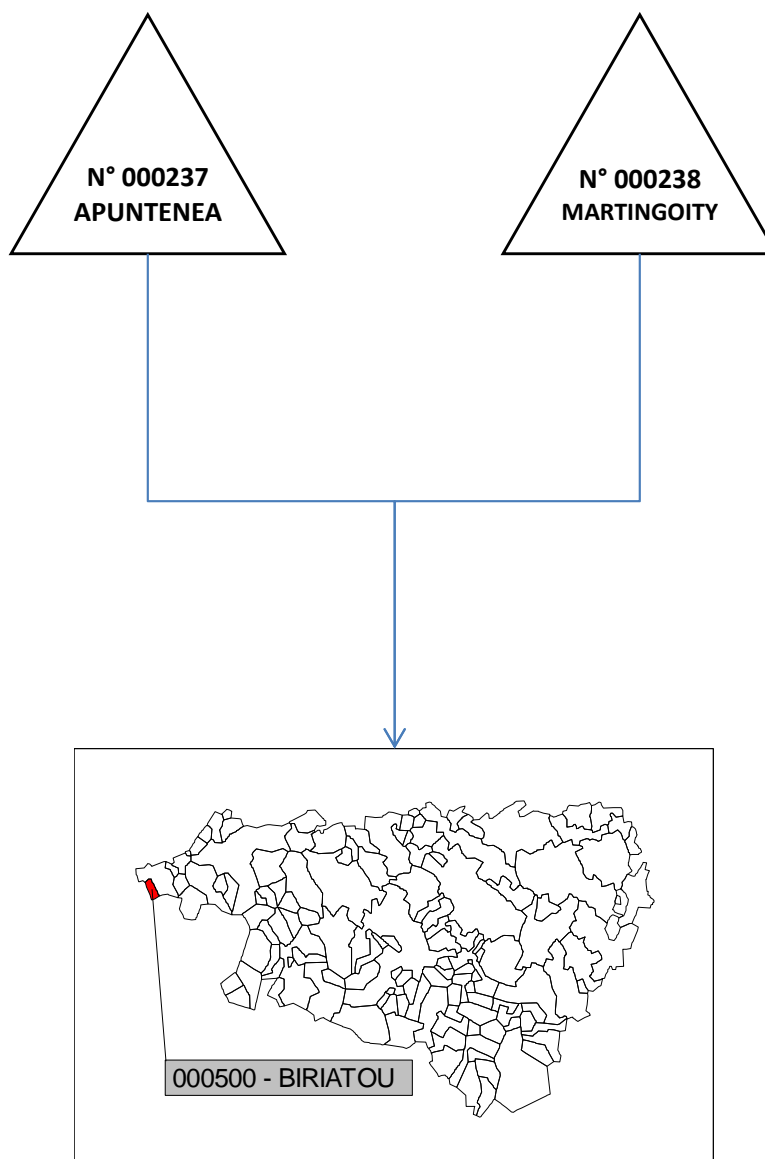 N° 000237
APUNTENEA
N° 000238
MARTINGOITY
000500 - BIRIATOU